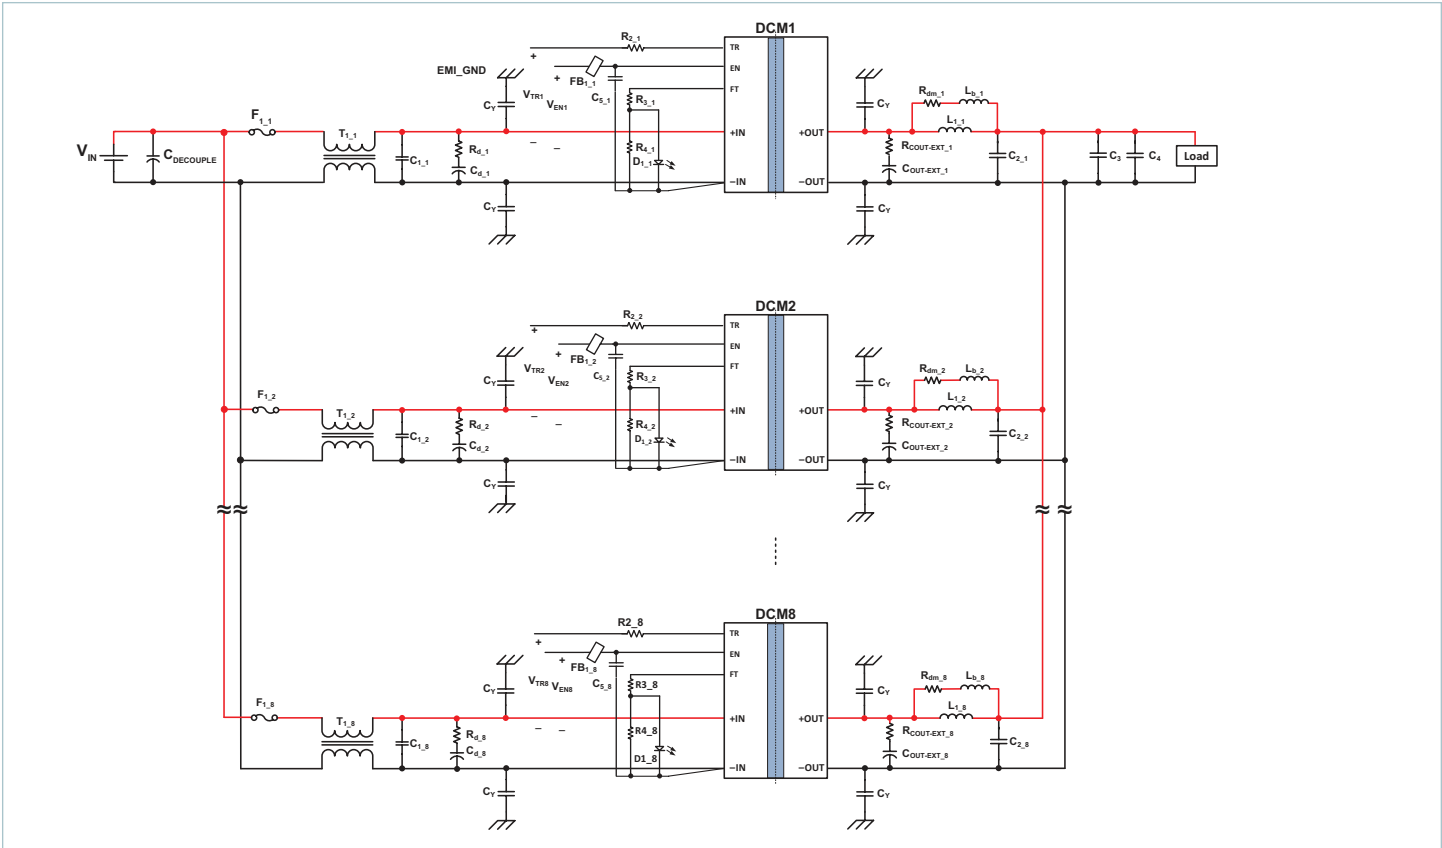 DCM1
R2_1
TR
+
EMI_GND
EN
+
FB1_1
FT
VTR1
C5_1
R3_1
VEN1
CY
CY
Rdm_1
Lb_1
F1_1
L1_1
T1_1
+IN
+OUT
VIN
CDECOUPLE
C1_1
Rd_1
Cd_1
–
–
R4_1
D1_1
RCOUT-EXT_1
COUT-EXT_1
C2_1
C3
C4
Load
–IN
–OUT
CY
CY
DCM2
R2_2
TR
+
EN
+
FB1_2
FT
VTR2
C5_2
R3_2
VEN2
CY
CY
Rdm_2
Lb_2
F1_2
L1_2
T1_2
+IN
+OUT
C1_2
Rd_2
Cd_2
–
–
R4_2
D1_2
RCOUT-EXT_2
COUT-EXT_2
C2_2
–IN
–OUT
CY
CY
DCM8
R2_8
TR
+
EN
+
FB1_8
FT
VTR8
VEN8
C5_8
R3_8
CY
CY
Rdm_8
Lb_8
F1_8
L1_8
T1_8
+IN
+OUT
C1_8
Rd_8
Cd_8
–
–
R4_8
D1_8
RCOUT-EXT_8
COUT-EXT_8
C2_8
–IN
–OUT
CY
CY